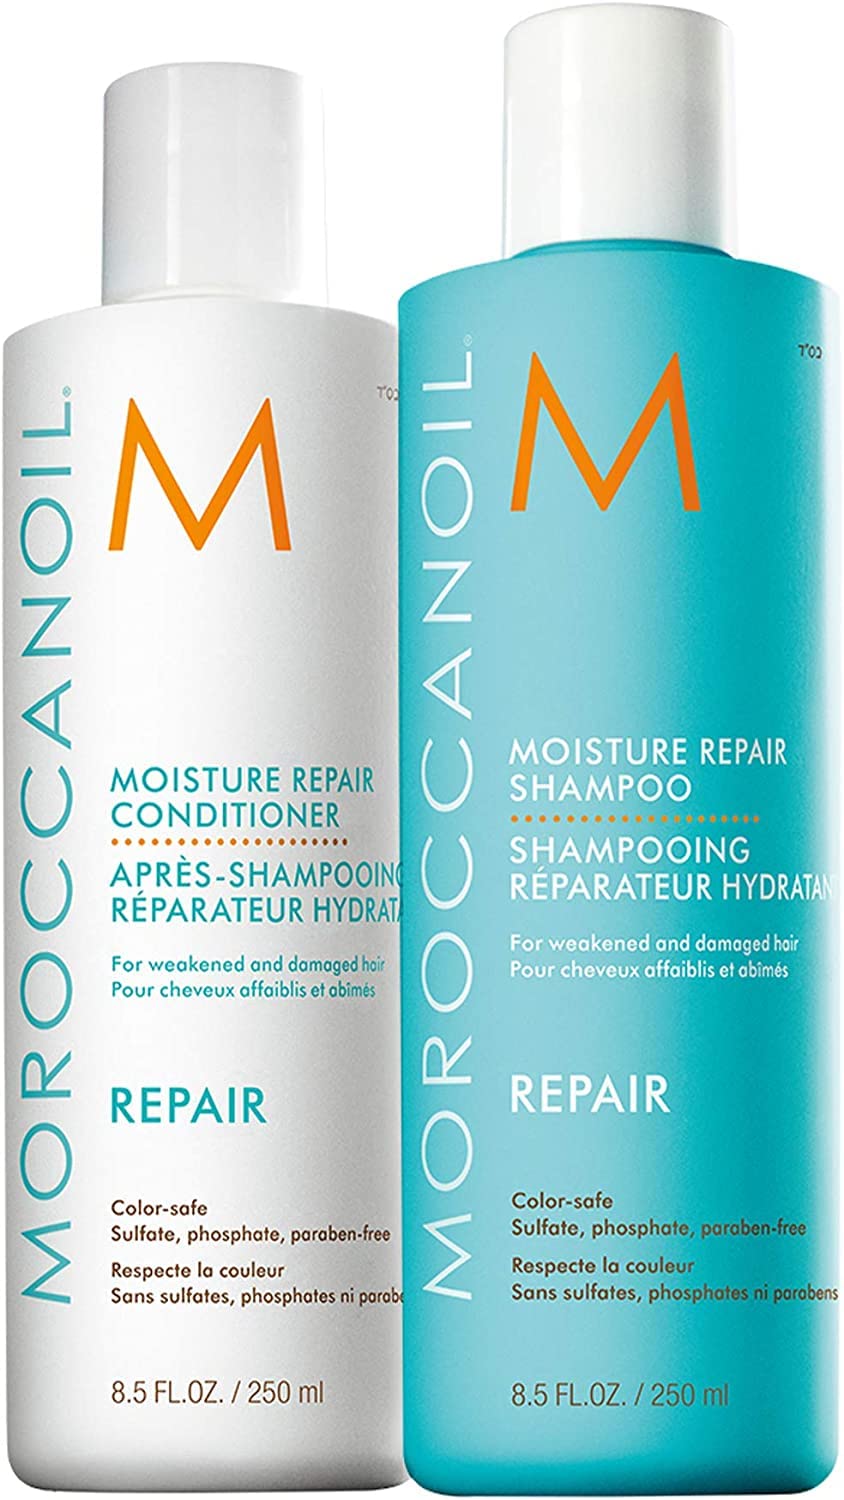 MOROCCANOIL®
בס"ד
M
MOISTURE REPAIR
CONDITIONER
APRÈS-SHAMPOOING
RÉPARATEUR HYDRATA
For weakened and damaged hair
Pour cheveux affaiblis et abîmés
REPAIR
Color-safe
Sulfate, phosphate, paraben-free
Respecte la couleur
Sans sulfates, phosphates ni parabe
8.5 FL.OZ. / 250 ml
MOROCCANOIL®
בס"ד
M
MOISTURE REPAIR
SHAMPOO
SHAMPOOING
RÉPARATEUR HYDRATAN
For weakened and damaged hair
Pour cheveux affaiblis et abîmés
REPAIR
Color-safe
Sulfate, phosphate, paraben-free
Respecte la couleur
Sans sulfates, phosphates ni parabens
8.5 FL.OZ. / 250 ml